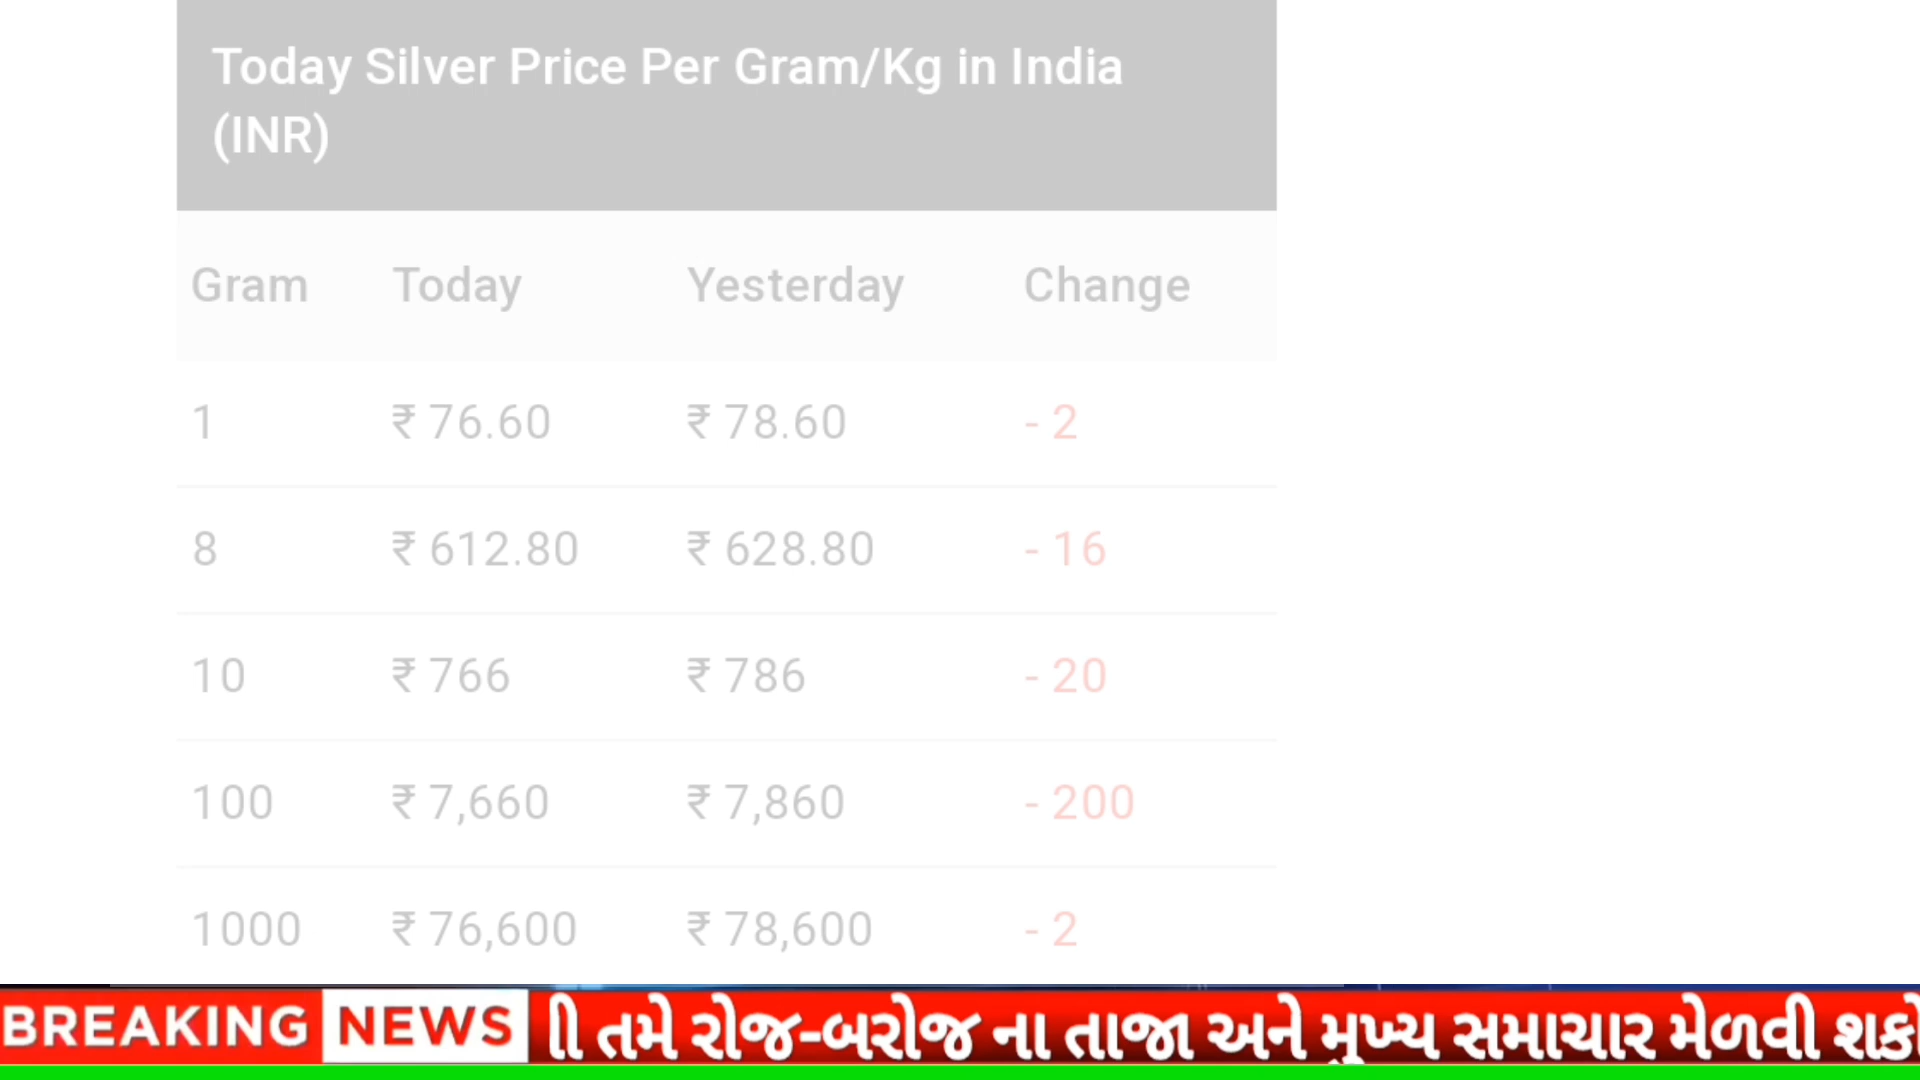 Today Silver Price Per Gram/Kg in India
(INR)
Gram Today Yesterday Change
1 ₹ 76.60 ₹ 78.60 - 2
8 ₹ 612.80 ₹ 628.80 - 16
10 ₹ 766 ₹ 786 - 20
100 ₹ 7,660 ₹ 7,860 - 200
1000 ₹ 76,600 ₹ 78,600 - 2
BREAKING NEWS તમે રોજ-બરોજ ના તાજા અને મુખ્ય સમાચાર મેળવી